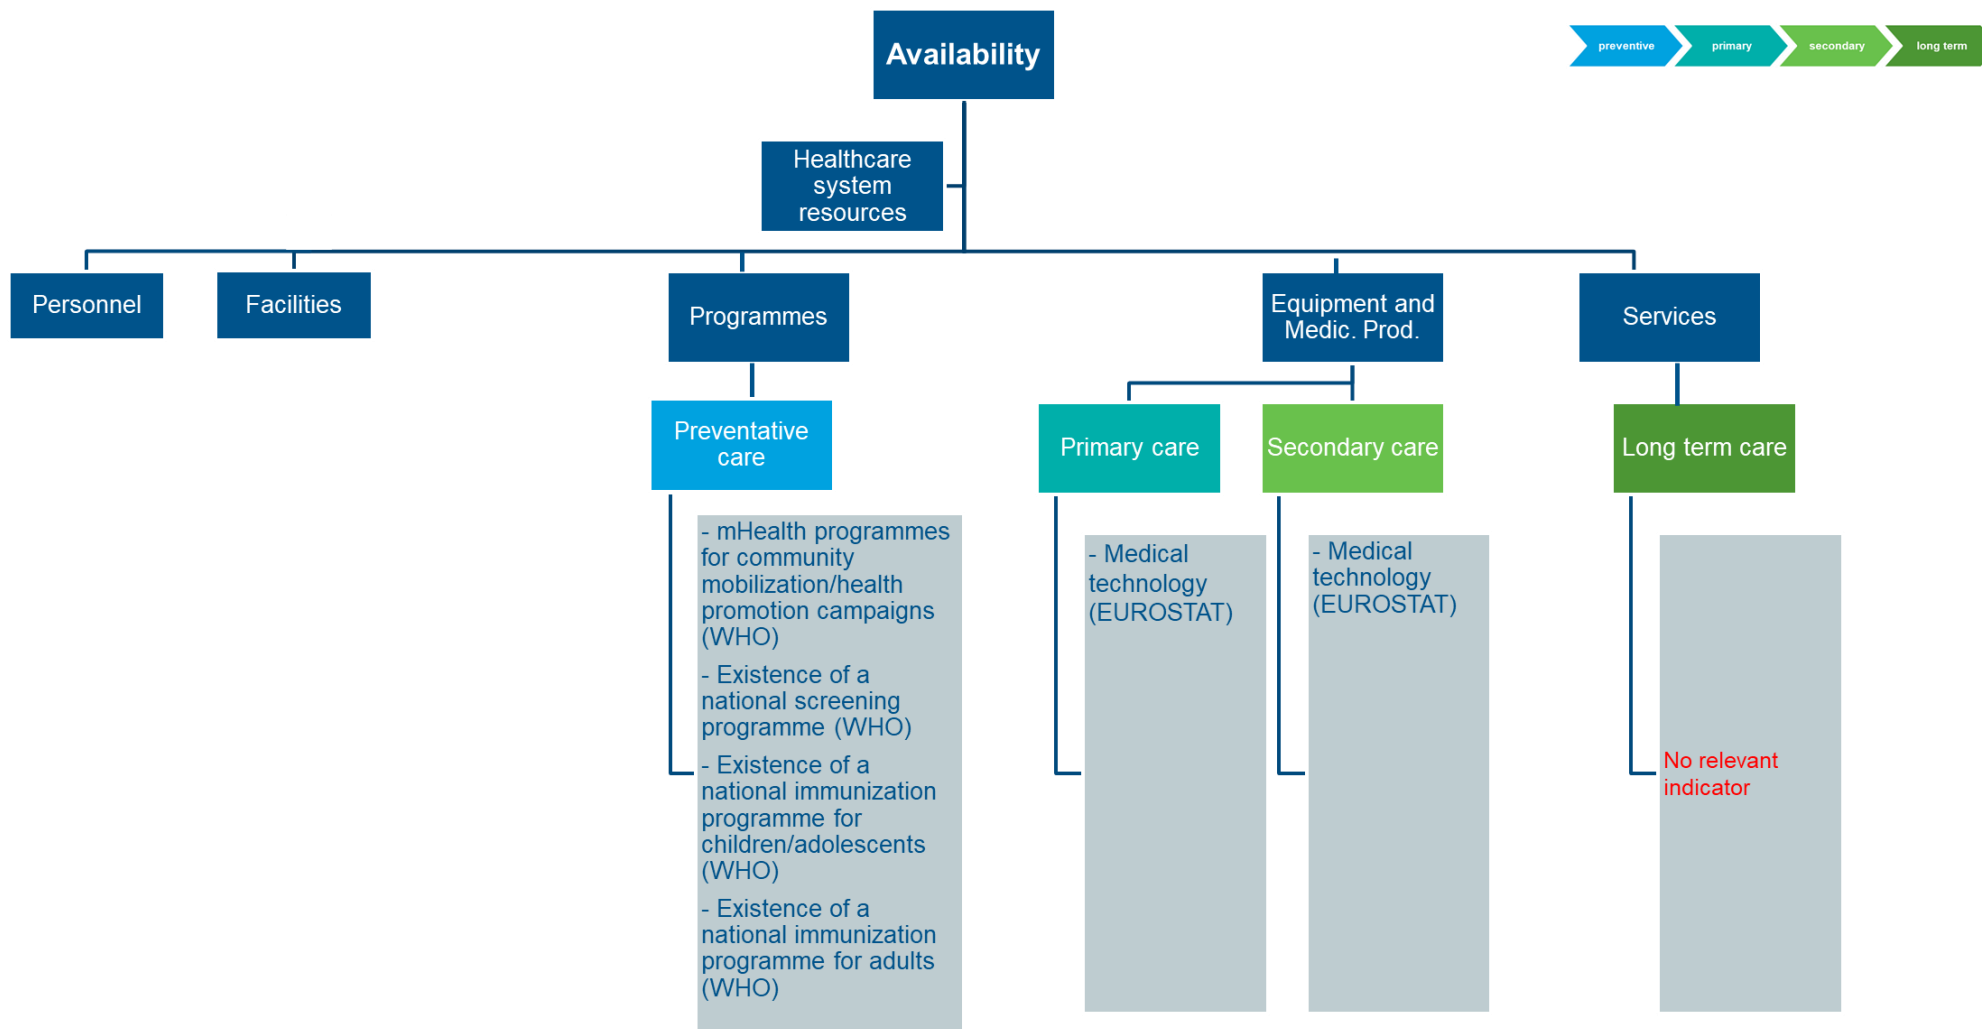 Availability
preventive
primary
secondary
long term
Healthcare
system
resources
Personnel
Facilities
Programmes
Equipment and
Medic. Prod.
Services
Preventative
care
Primary care
Secondary care
Long term care
- mHealth programmes
for community
mobilization/health
promotion campaigns
(WHO)
- Existence of a
national screening
programme (WHO)
- Existence of a
national immunization
programme for
children/adolescents
(WHO)
- Existence of a
national immunization
programme for adults
(WHO)
- Medical
technology
(EUROSTAT)
- Medical
technology
(EUROSTAT)
No relevant
indicator